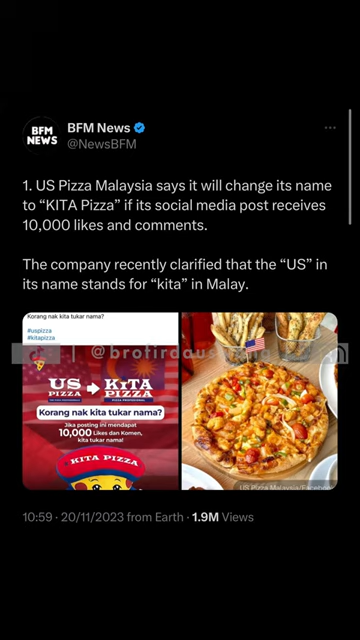 BFM
NEWS
BFM News
@NewsBFM
1. US Pizza Malaysia says it will change its name
to “KITA Pizza” if its social media post receives
10,000 likes and comments.
The company recently clarified that the “US” in
its name stands for “kita” in Malay.
Korang nak kita tukar nama?
#uspizza
#kitapizza
US
PIZZA
KiTA
PIZZA
Korang nak kita tukar nama?
Jika posting ini mendapat
10,000 Likes dan Komen,
kita tukar nama!
KITA PIZZA
US Pizza Malaysia/Facebook
10:59 · 20/11/2023 from Earth · 1.9M Views